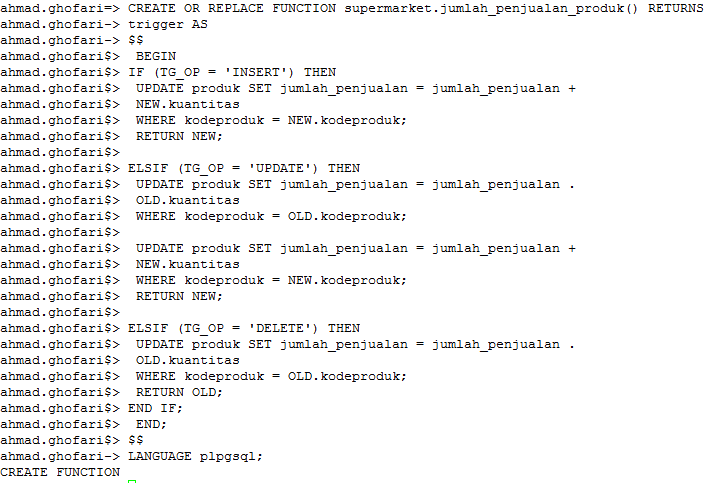 ahmad.ghofari=> CREATE OR REPLACE FUNCTION supermarket.jumlah_penjualan_produk() RETURNS
ahmad.ghofari-> trigger AS
ahmad.ghofari-> $$
ahmad.ghofari$>  BEGIN
ahmad.ghofari$> IF (TG_OP = 'INSERT') THEN
ahmad.ghofari$>  UPDATE produk SET jumlah_penjualan = jumlah_penjualan +
ahmad.ghofari$>  NEW.kuantitas
ahmad.ghofari$>  WHERE kodeproduk = NEW.kodeproduk;
ahmad.ghofari$>  RETURN NEW;
ahmad.ghofari$>
ahmad.ghofari$> ELSIF (TG_OP = 'UPDATE') THEN
ahmad.ghofari$>  UPDATE produk SET jumlah_penjualan = jumlah_penjualan .
ahmad.ghofari$>  OLD.kuantitas
ahmad.ghofari$>  WHERE kodeproduk = OLD.kodeproduk;
ahmad.ghofari$>
ahmad.ghofari$>  UPDATE produk SET jumlah_penjualan = jumlah_penjualan +
ahmad.ghofari$>  NEW.kuantitas
ahmad.ghofari$>  WHERE kodeproduk = NEW.kodeproduk;
ahmad.ghofari$>  RETURN NEW;
ahmad.ghofari$>
ahmad.ghofari$> ELSIF (TG_OP = 'DELETE') THEN
ahmad.ghofari$>  UPDATE produk SET jumlah_penjualan = jumlah_penjualan .
ahmad.ghofari$>  OLD.kuantitas
ahmad.ghofari$>  WHERE kodeproduk = OLD.kodeproduk;
ahmad.ghofari$>  RETURN OLD;
ahmad.ghofari$> END IF;
ahmad.ghofari$>  END;
ahmad.ghofari$> $$
ahmad.ghofari-> LANGUAGE plpgsql;
CREATE FUNCTION